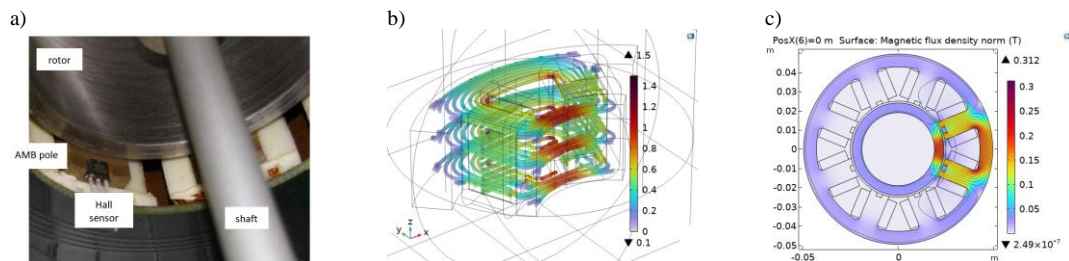 a)
rotor
AMB pole
Hall
sensor
shaft
b)
1.5
1.4
1.2
1
0.8
0.6
0.4
0.2
0
0.1
z
y
x
c)
PosX(6)=0 m Surface: Magnetic flux density norm (T)
m
0.312
0.04
0.03
0.02
0.01
0
-0.01
-0.02
-0.03
-0.04
-0.05
0.3
0.25
0.2
0.15
0.1
0.05
0
2.49×10⁻⁷
-0.05
0
m